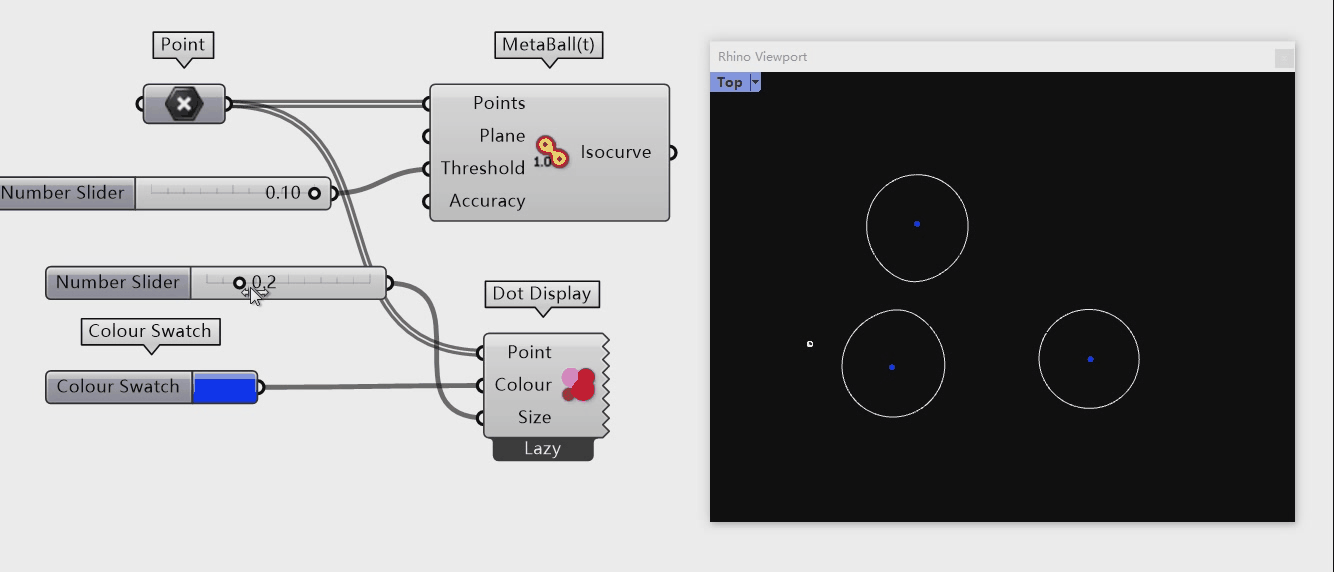 Point
MetaBall(t)
Rhino Viewport
Top
Points
Plane
Threshold
Accuracy
1.0
Isocurve
Number Slider
0.10
Number Slider
0.2
Dot Display
Colour Swatch
Colour Swatch
Point
Colour
Size
Lazy